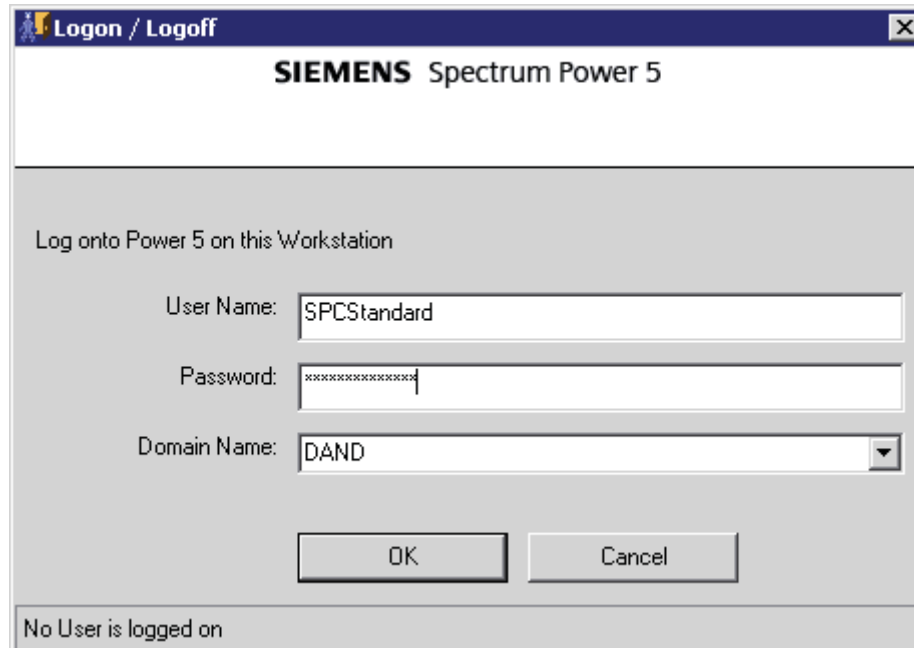 Logon / Logoff
SIEMENS Spectrum Power 5
Log onto Power 5 on this Workstation
User Name: SPCStandard
Password: **************
Domain Name: DAND
OK Cancel
No User is logged on